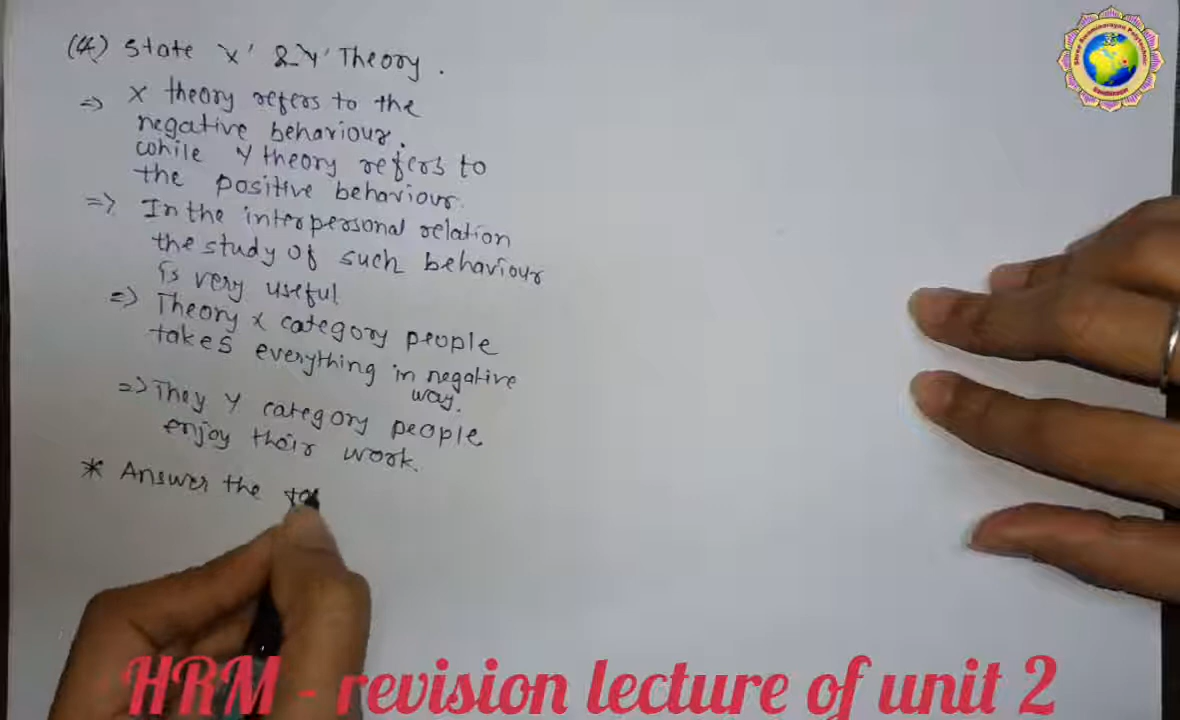 (4) State 'X' & 'Y' Theory.
=> X theory refers to the
negative behaviour.
while Y theory refers to
the positive behaviour.
=> In the interpersonal relation
the study of such behaviour
is very useful
=> Theory X category people
takes everything in negative
way.
=> They Y category people
enjoy their work.
* Answer the
HRM - revision lecture of unit 2